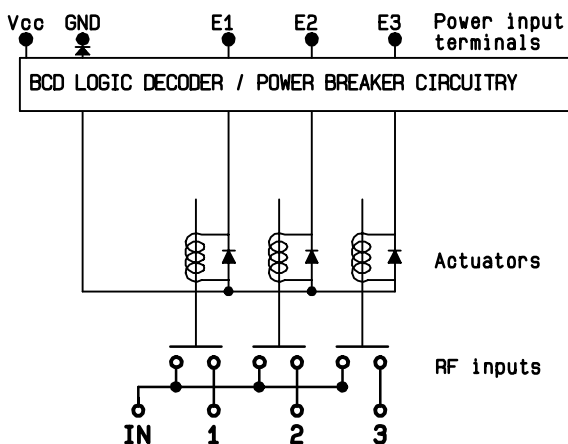 Vcc GND E1 E2 E3 Power input
terminals
BCD LOGIC DECODER / POWER BREAKER CIRCUITRY
Actuators
RF inputs
IN 1 2 3